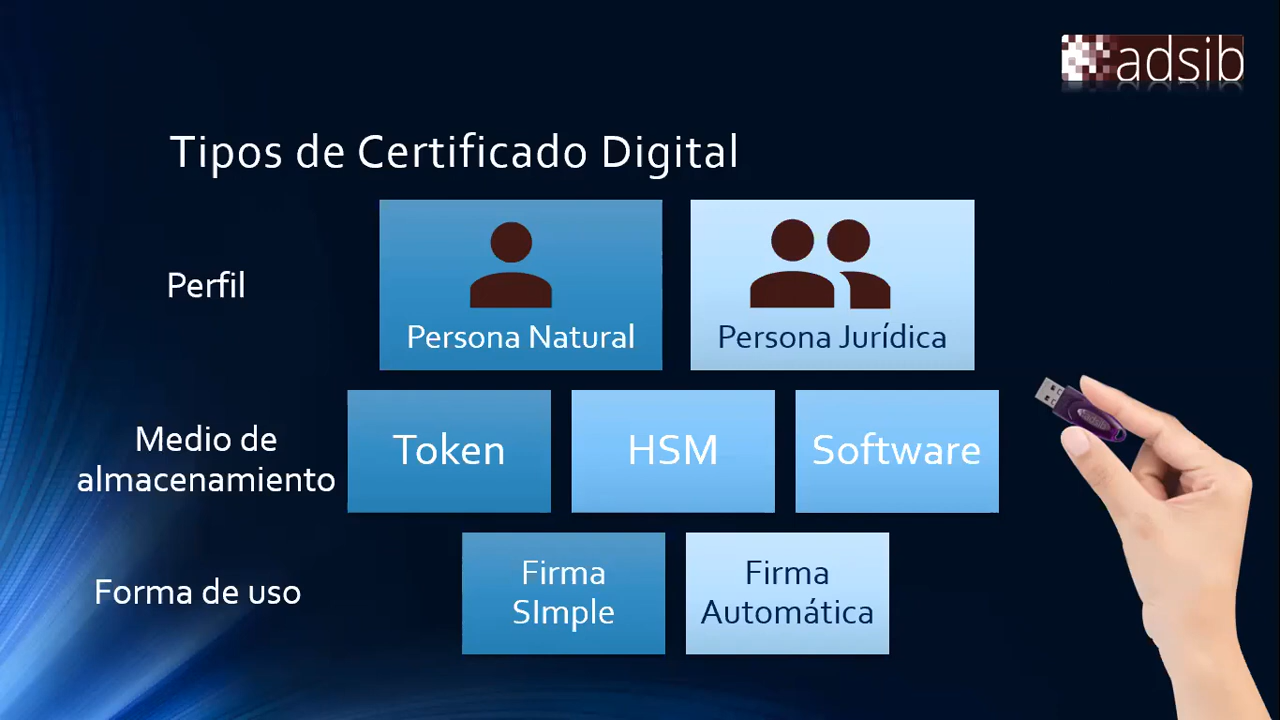 adsib
Tipos de Certificado Digital
Perfil
Persona Natural
Persona Jurídica
Medio de
almacenamiento
Token
HSM
Software
Forma de uso
Firma
SImple
Firma
Automática